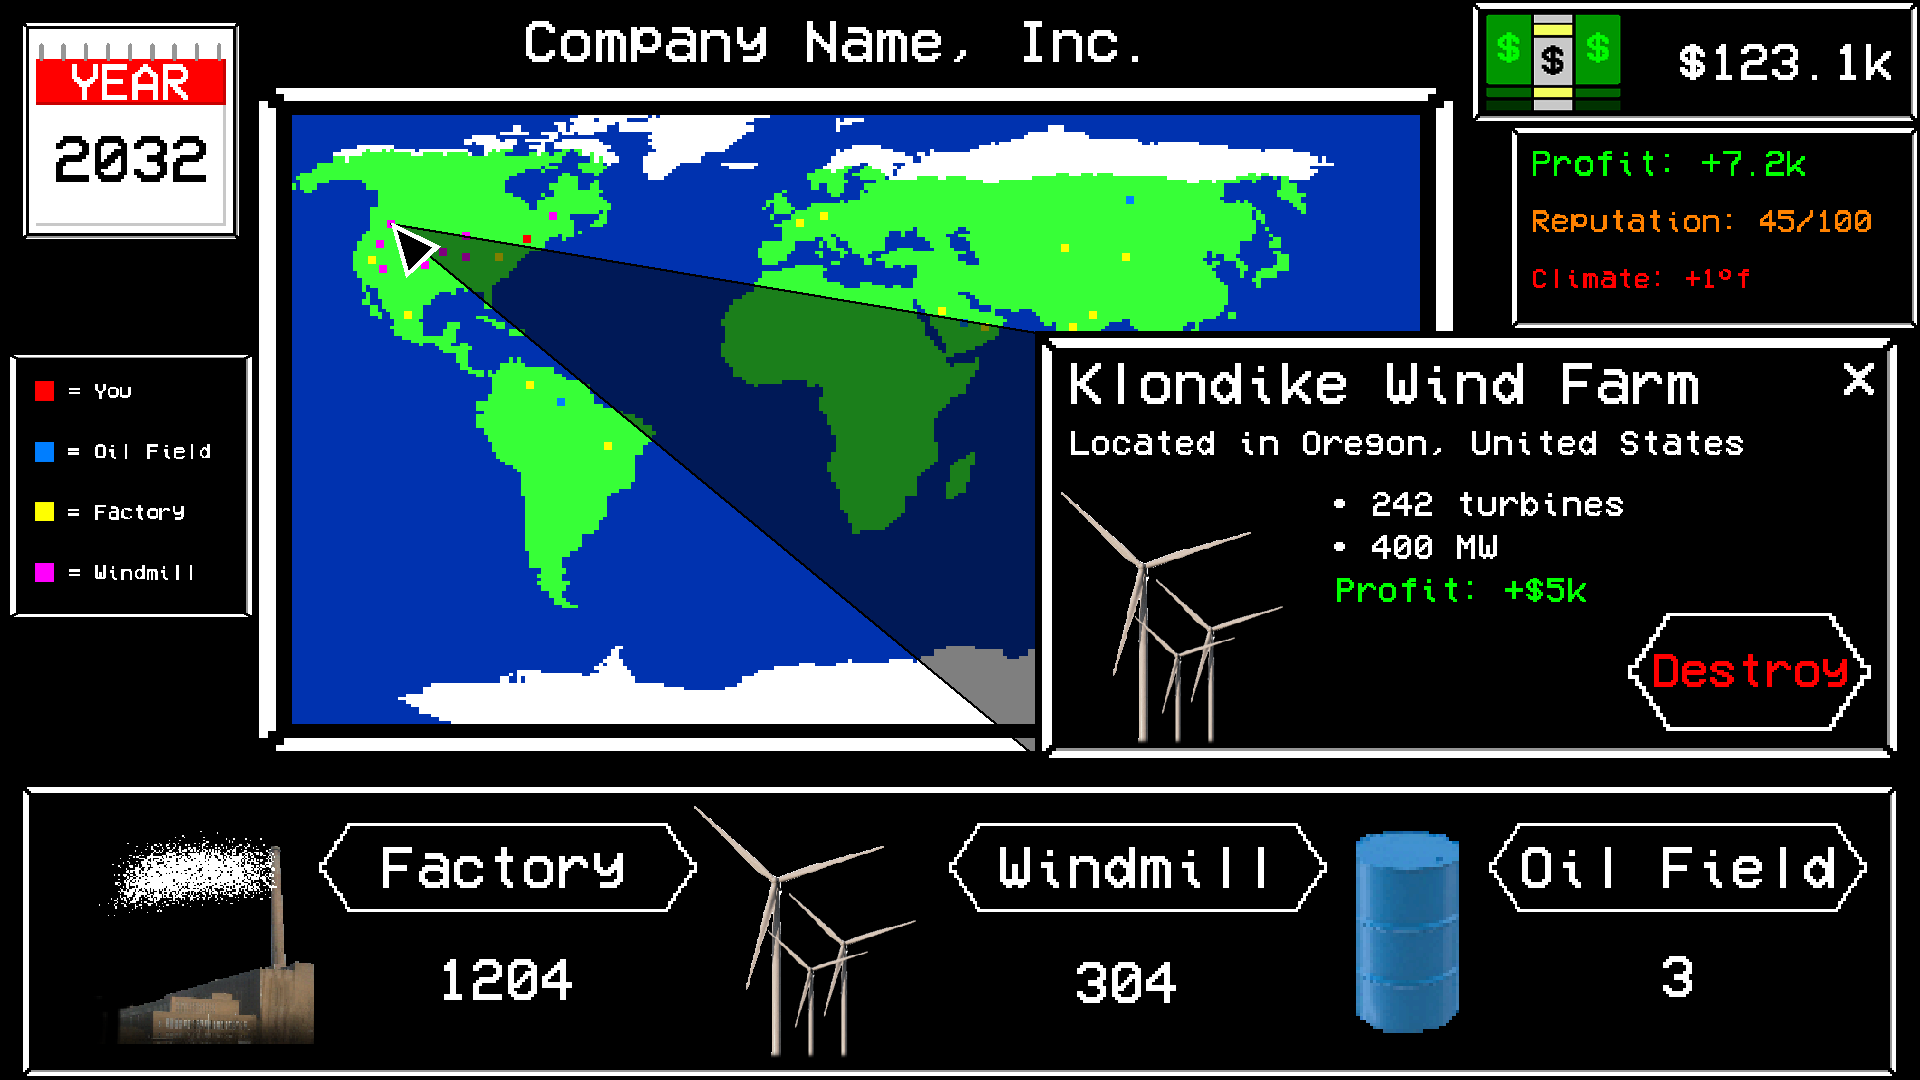 Company Name, Inc.
YEAR
2032
$ $ $
$123.1k
Profit: +7.2k
Reputation: 45/100
Climate: +1°f
= You
= Oil Field
= Factory
= Windmill
Klondike Wind Farm X
Located in Oregon, United States
• 242 turbines
• 400 MW
Profit: +$5k
Destroy
Factory
1204
Windmill
304
Oil Field
3